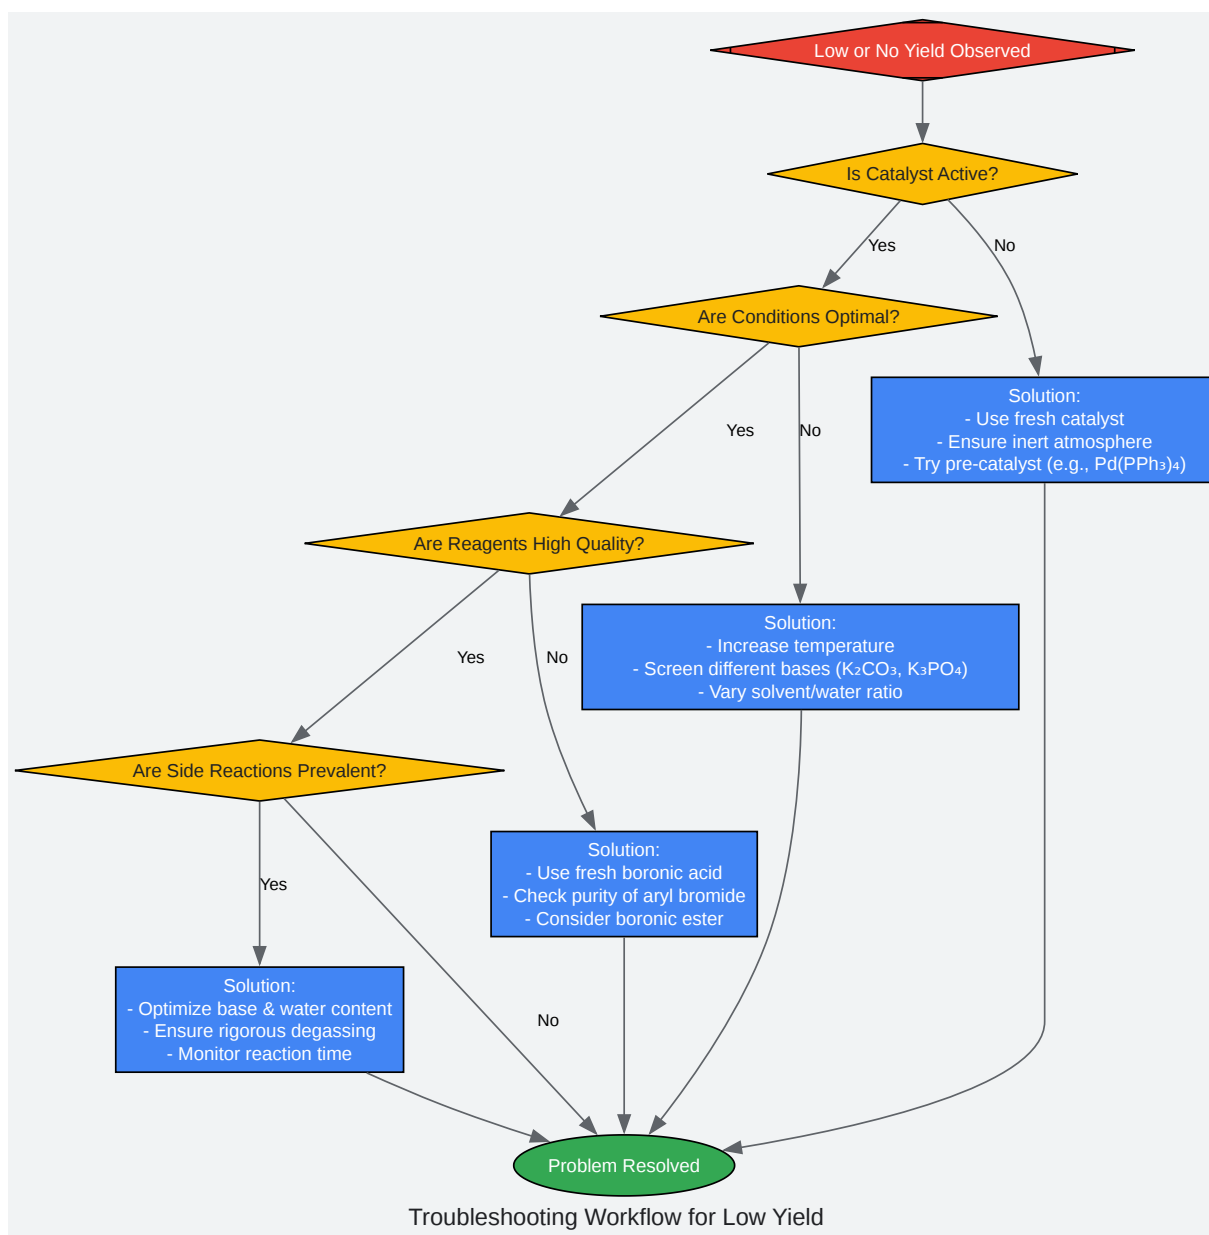 Low or No Yield Observed
Is Catalyst Active?
Yes
No
Are Conditions Optimal?
Yes
No
Solution:
- Use fresh catalyst
- Ensure inert atmosphere
- Try pre-catalyst (e.g., Pd(PPh₃)₄)
Are Reagents High Quality?
Yes
No
Solution:
- Increase temperature
- Screen different bases (K₂CO₃, K₃PO₄)
- Vary solvent/water ratio
Are Side Reactions Prevalent?
Yes
No
Solution:
- Use fresh boronic acid
- Check purity of aryl bromide
- Consider boronic ester
Solution:
- Optimize base & water content
- Ensure rigorous degassing
- Monitor reaction time
Problem Resolved
Troubleshooting Workflow for Low Yield